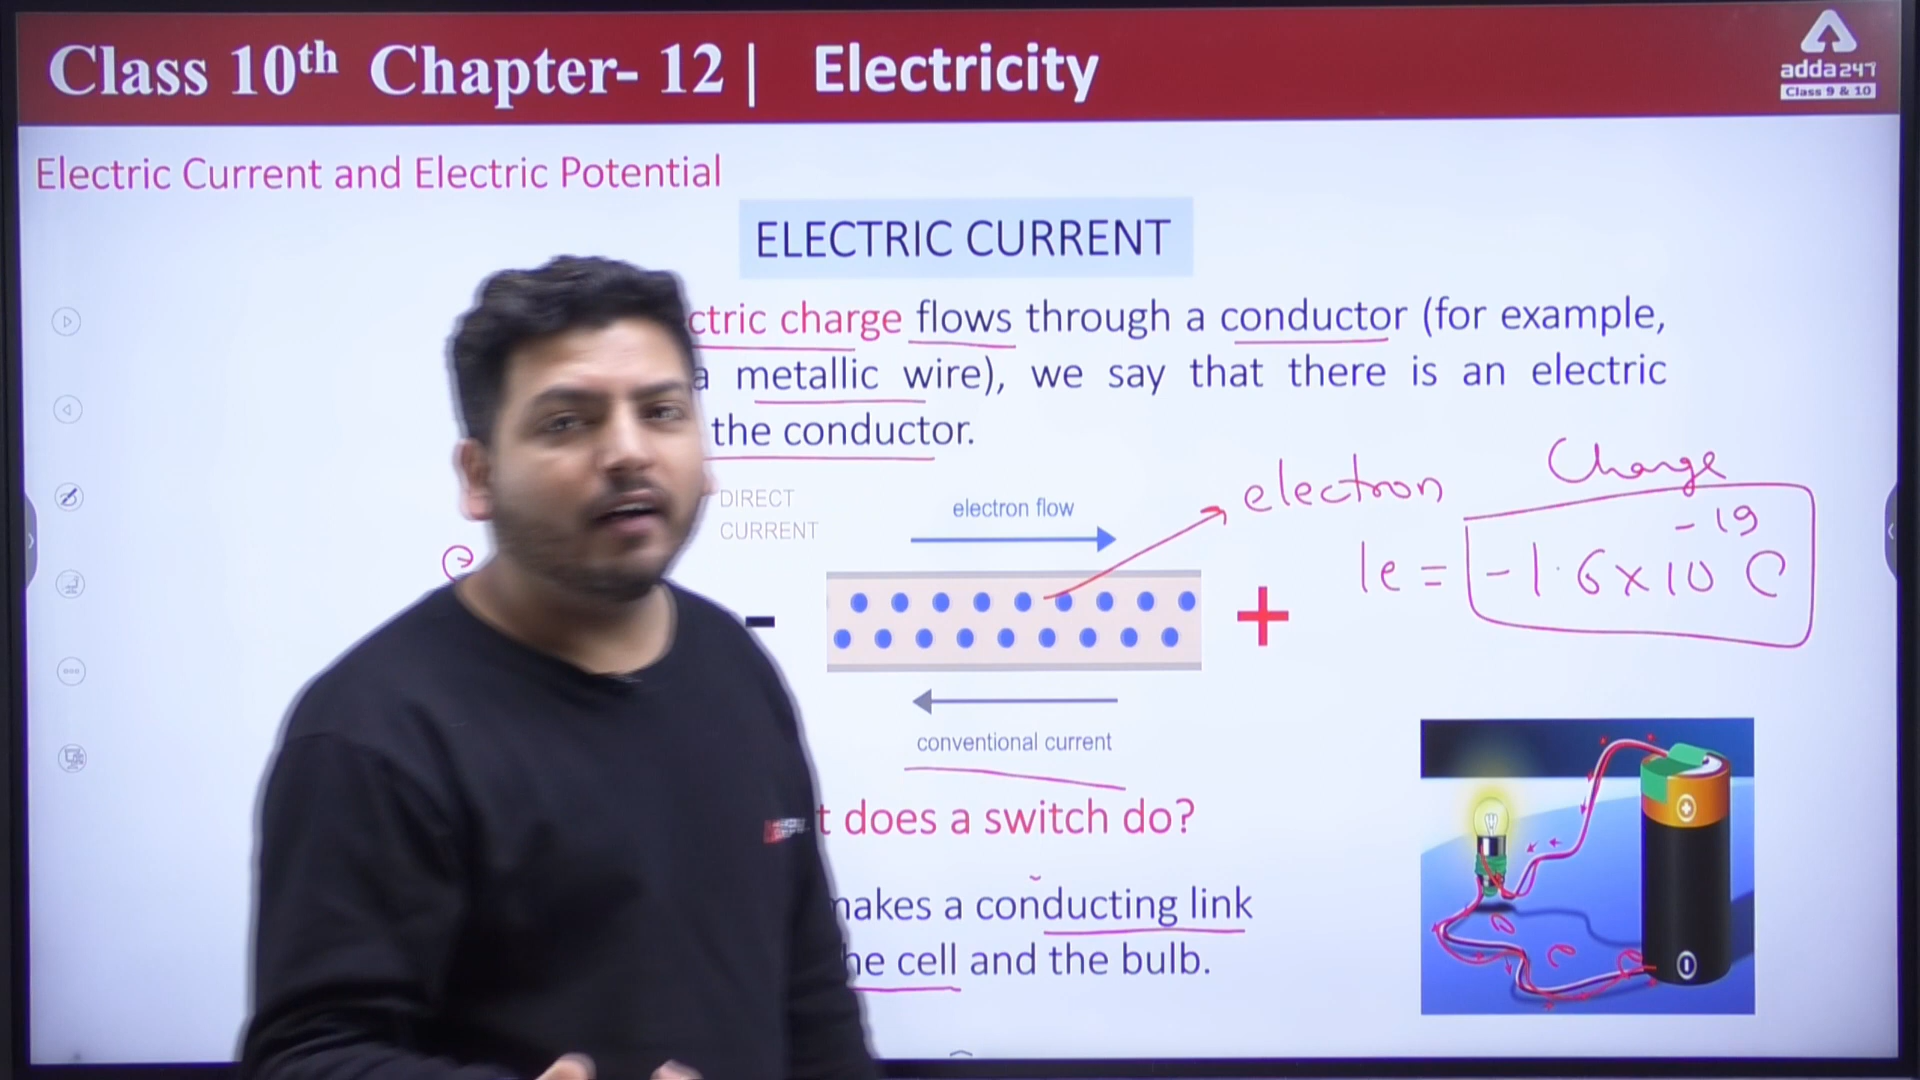 Class 10th Chapter- 12 | Electricity
adda247
Class 9 & 10
Electric Current and Electric Potential
ELECTRIC CURRENT
ctric charge flows through a conductor (for example,
a metallic wire), we say that there is an electric
the conductor.
Charge
electron
DIRECT
CURRENT
electron flow
1e = -1.6x10-19 C
-
+
conventional current
t does a switch do?
makes a conducting link
he cell and the bulb.